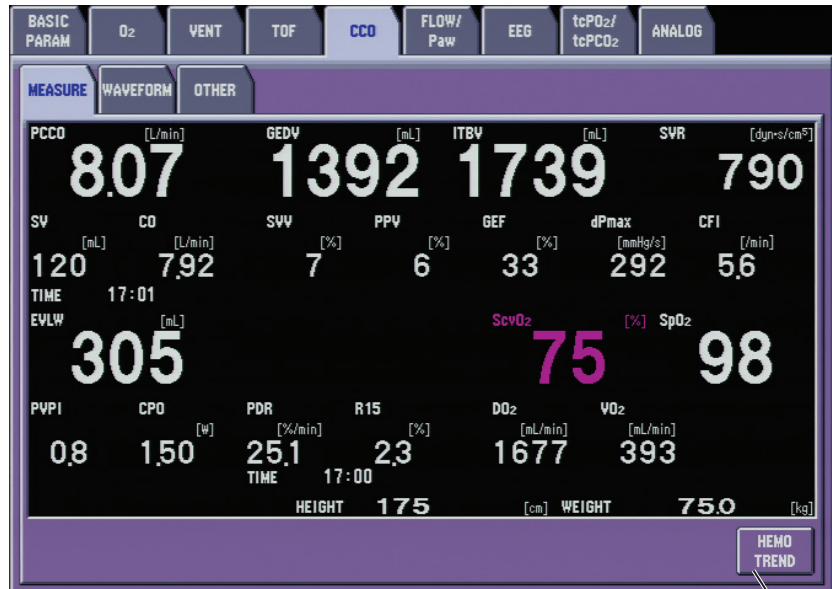 BASIC PARAM O2 VENT TOF CCO FLOW/ Paw EEG tcPO2/ tcPCO2 ANALOG
MEASURE WAVEFORM OTHER
PCCO [L/min] GEDV [mL] ITBV [mL] SVR [dyn•s/cm⁵]
8.07 1392 1739 790
SV CO SVV PPV GEF dPmax CFI
[mL] [L/min] [%] [%] [%] [mmHg/s] [/min]
120 7.92 7 6 33 292 5.6
TIME 17:01
EVLW [mL] ScvO2 [%] SpO2
305 75 98
PVPI CPO PDR R15 DO2 VO2
[W] [%/min] [%] [mL/min] [mL/min]
0.8 1.50 25.1 2.3 1677 393
TIME 17:00
HEIGHT 175 [cm] WEIGHT 75.0 [kg]
HEMO
TREND